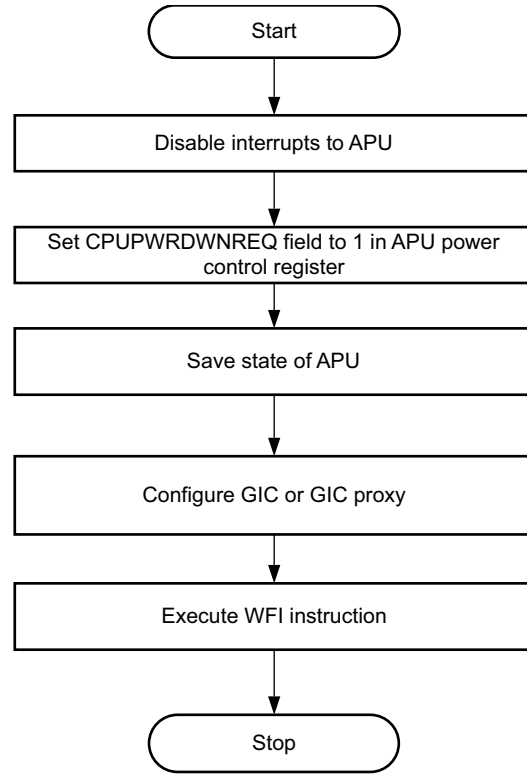 Start
Disable interrupts to APU
Set CPUPWRDWNREQ field to 1 in APU power
control register
Save state of APU
Configure GIC or GIC proxy
Execute WFI instruction
Stop